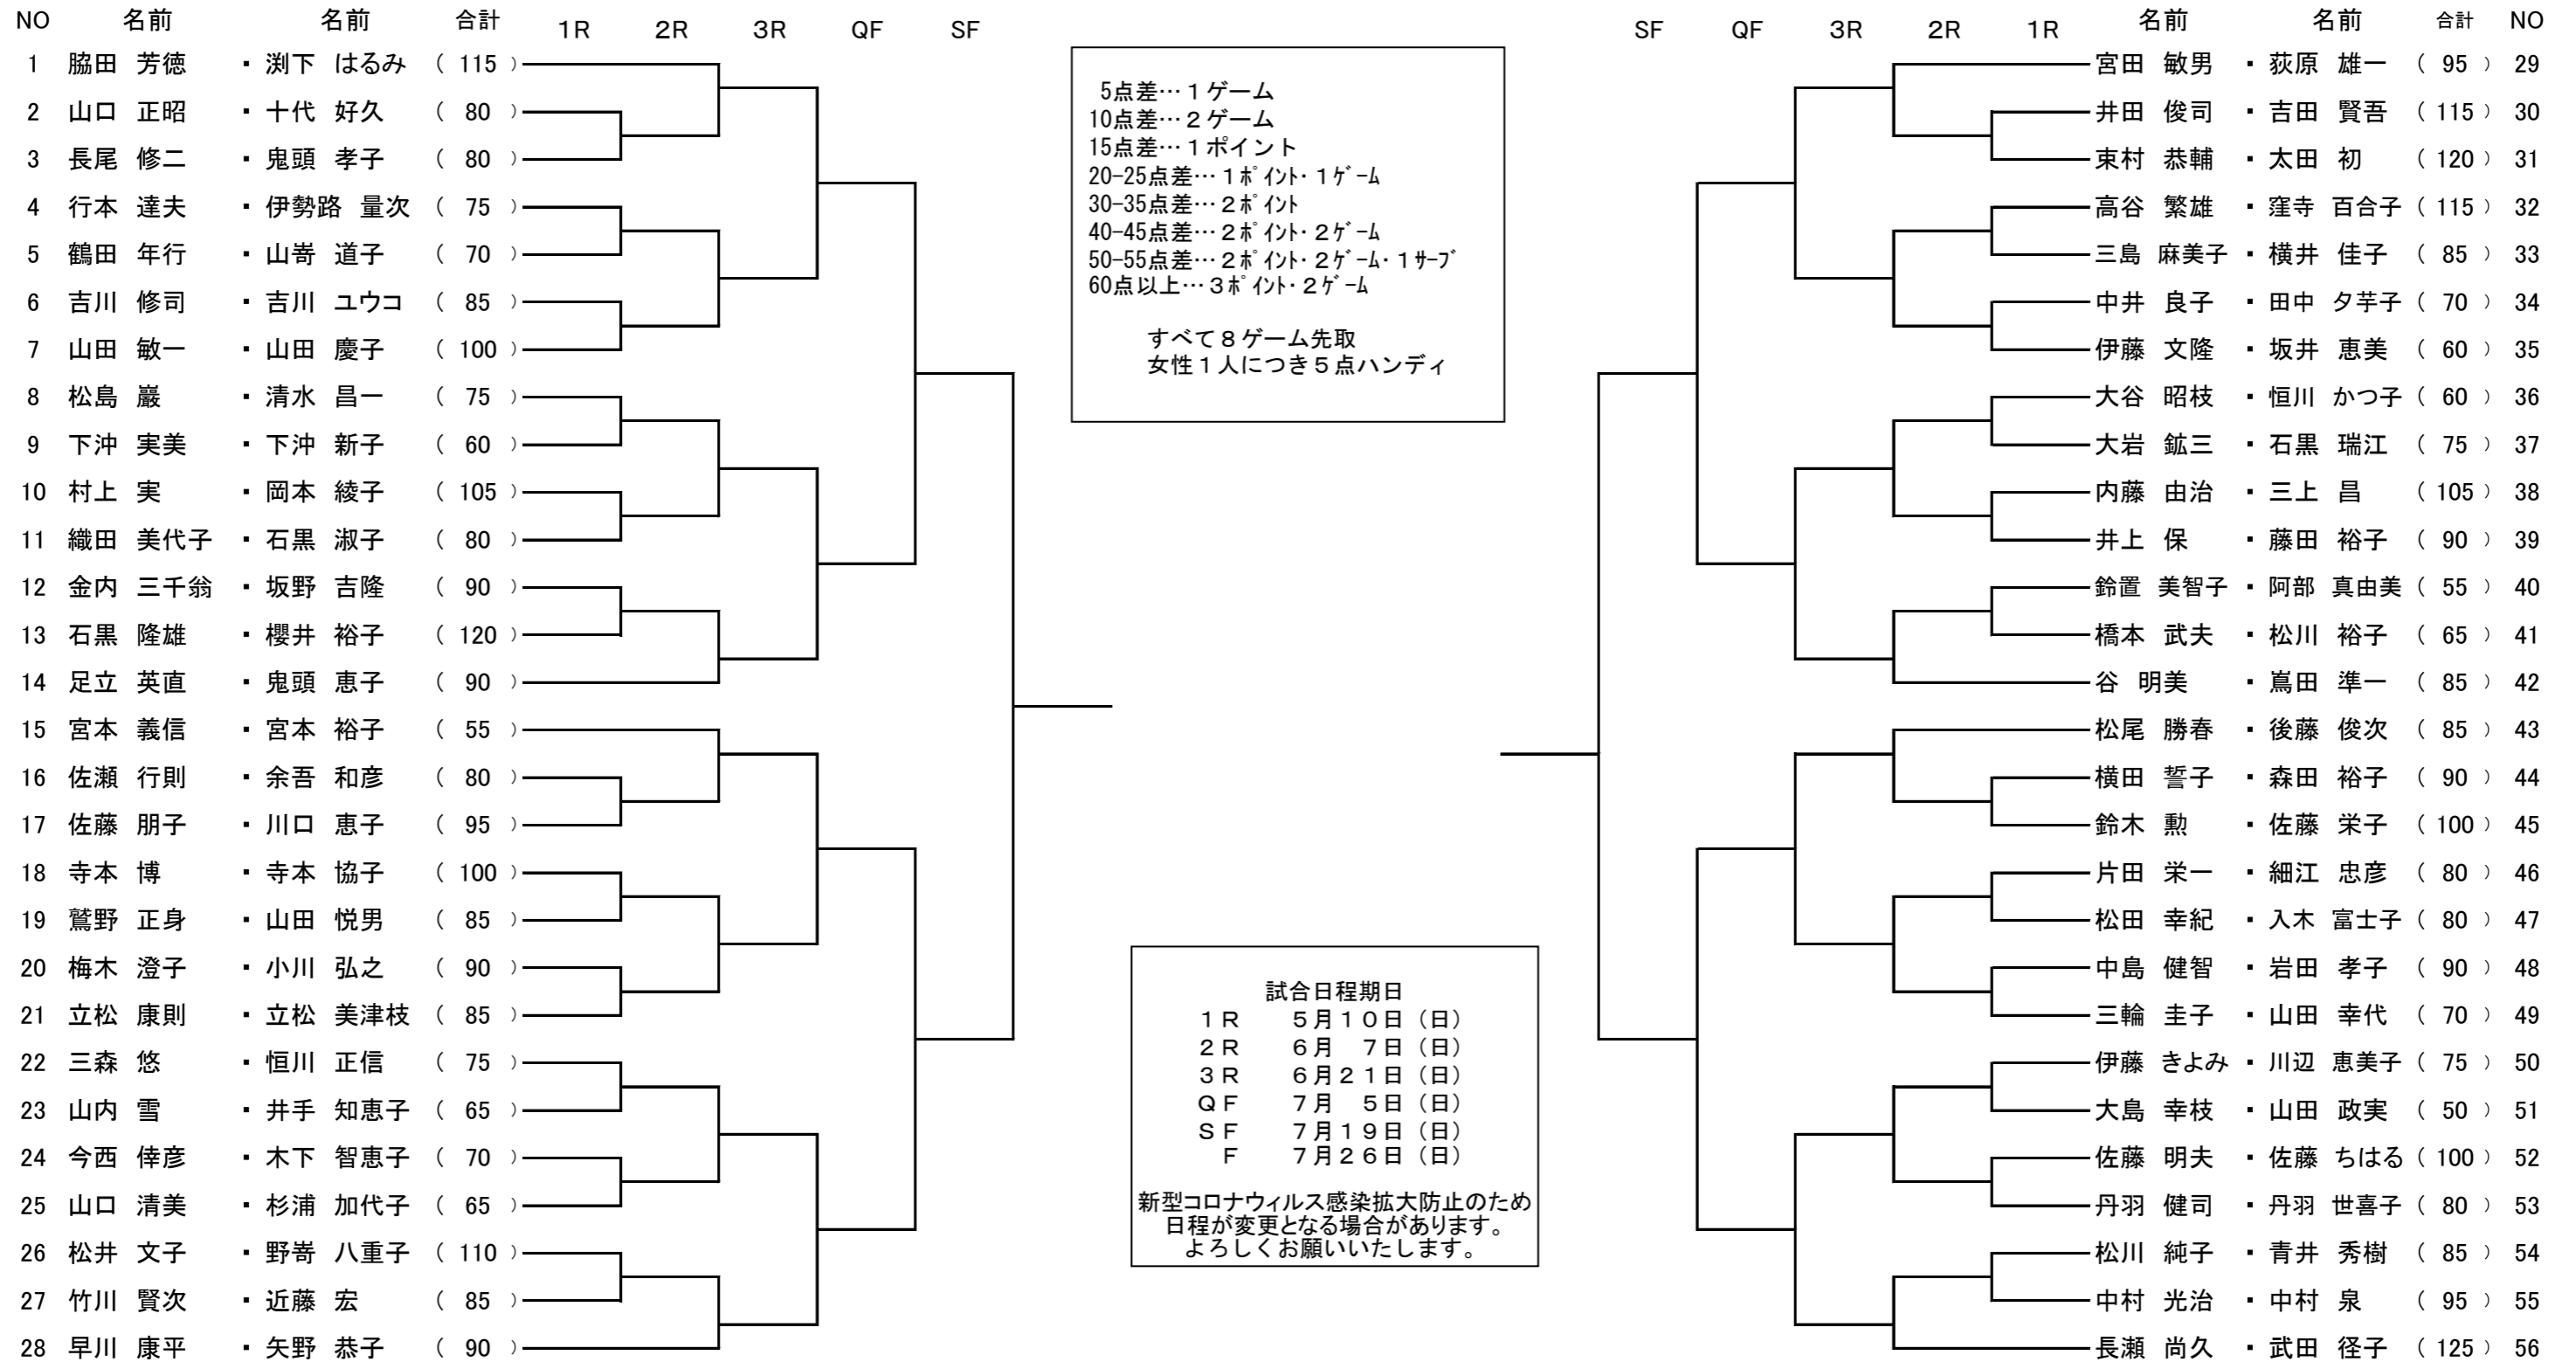 NO 名前 名前 合計 1R 2R 3R QF SF
1 脇田 芳徳 ・ 渕下 はるみ ( 115 )
2 山口 正昭 ・ 十代 好久 ( 80 )
3 長尾 修二 ・ 鬼頭 孝子 ( 80 )
4 行本 達夫 ・ 伊勢路 量次 ( 75 )
5 鶴田 年行 ・ 山嵜 道子 ( 70 )
6 吉川 修司 ・ 吉川 ユウコ ( 85 )
7 山田 敏一 ・ 山田 慶子 ( 100 )
8 松島 巌 ・ 清水 昌一 ( 75 )
9 下沖 実美 ・ 下沖 新子 ( 60 )
10 村上 実 ・ 岡本 綾子 ( 105 )
11 織田 美代子 ・ 石黒 淑子 ( 80 )
12 金内 三千翁 ・ 坂野 吉隆 ( 90 )
13 石黒 隆雄 ・ 櫻井 裕子 ( 120 )
14 足立 英直 ・ 鬼頭 恵子 ( 90 )
15 宮本 義信 ・ 宮本 裕子 ( 55 )
16 佐瀬 行則 ・ 余吾 和彦 ( 80 )
17 佐藤 朋子 ・ 川口 恵子 ( 95 )
18 寺本 博 ・ 寺本 協子 ( 100 )
19 鷲野 正身 ・ 山田 悦男 ( 85 )
20 梅木 澄子 ・ 小川 弘之 ( 90 )
21 立松 康則 ・ 立松 美津枝 ( 85 )
22 三森 悠 ・ 恒川 正信 ( 75 )
23 山内 雪 ・ 井手 知恵子 ( 65 )
24 今西 倖彦 ・ 木下 智恵子 ( 70 )
25 山口 清美 ・ 杉浦 加代子 ( 65 )
26 松井 文子 ・ 野嵜 八重子 ( 110 )
27 竹川 賢次 ・ 近藤 宏 ( 85 )
28 早川 康平 ・ 矢野 恭子 ( 90 )
5点差…１ゲーム
10点差…２ゲーム
15点差…１ポイント
20-25点差…１ﾎﾟｲﾝﾄ・１ｹﾞｰﾑ
30-35点差…２ﾎﾟｲﾝﾄ
40-45点差…２ﾎﾟｲﾝﾄ・２ｹﾞｰﾑ
50-55点差…２ﾎﾟｲﾝﾄ・２ｹﾞｰﾑ・１ｻｰﾌﾞ
60点以上…３ﾎﾟｲﾝﾄ・２ｹﾞｰﾑ
すべて８ゲーム先取
女性１人につき５点ハンディ
試合日程期日
１Ｒ ５月１０日（日）
２Ｒ ６月 ７日（日）
３Ｒ ６月２１日（日）
ＱＦ ７月 ５日（日）
ＳＦ ７月１９日（日）
Ｆ ７月２６日（日）
新型コロナウィルス感染拡大防止のため
日程が変更となる場合があります。
よろしくお願いいたします。
SF QF 3R 2R 1R 名前 名前 合計 NO
宮田 敏男 ・ 荻原 雄一 ( 95 ) 29
井田 俊司 ・ 吉田 賢吾 ( 115 ) 30
東村 恭輔 ・ 太田 初 ( 120 ) 31
高谷 繁雄 ・ 窪寺 百合子 ( 115 ) 32
三島 麻美子 ・ 横井 佳子 ( 85 ) 33
中井 良子 ・ 田中 夕芋子 ( 70 ) 34
伊藤 文隆 ・ 坂井 恵美 ( 60 ) 35
大谷 昭枝 ・ 恒川 かつ子 ( 60 ) 36
大岩 鉱三 ・ 石黒 瑞江 ( 75 ) 37
内藤 由治 ・ 三上 昌 ( 105 ) 38
井上 保 ・ 藤田 裕子 ( 90 ) 39
鈴置 美智子 ・ 阿部 真由美 ( 55 ) 40
橋本 武夫 ・ 松川 裕子 ( 65 ) 41
谷 明美 ・ 嶌田 準一 ( 85 ) 42
松尾 勝春 ・ 後藤 俊次 ( 85 ) 43
横田 誓子 ・ 森田 裕子 ( 90 ) 44
鈴木 勲 ・ 佐藤 栄子 ( 100 ) 45
片田 栄一 ・ 細江 忠彦 ( 80 ) 46
松田 幸紀 ・ 入木 富士子 ( 80 ) 47
中島 健智 ・ 岩田 孝子 ( 90 ) 48
三輪 圭子 ・ 山田 幸代 ( 70 ) 49
伊藤 きよみ ・ 川辺 恵美子 ( 75 ) 50
大島 幸枝 ・ 山田 政実 ( 50 ) 51
佐藤 明夫 ・ 佐藤 ちはる ( 100 ) 52
丹羽 健司 ・ 丹羽 世喜子 ( 80 ) 53
松川 純子 ・ 青井 秀樹 ( 85 ) 54
中村 光治 ・ 中村 泉 ( 95 ) 55
長瀬 尚久 ・ 武田 径子 ( 125 ) 56